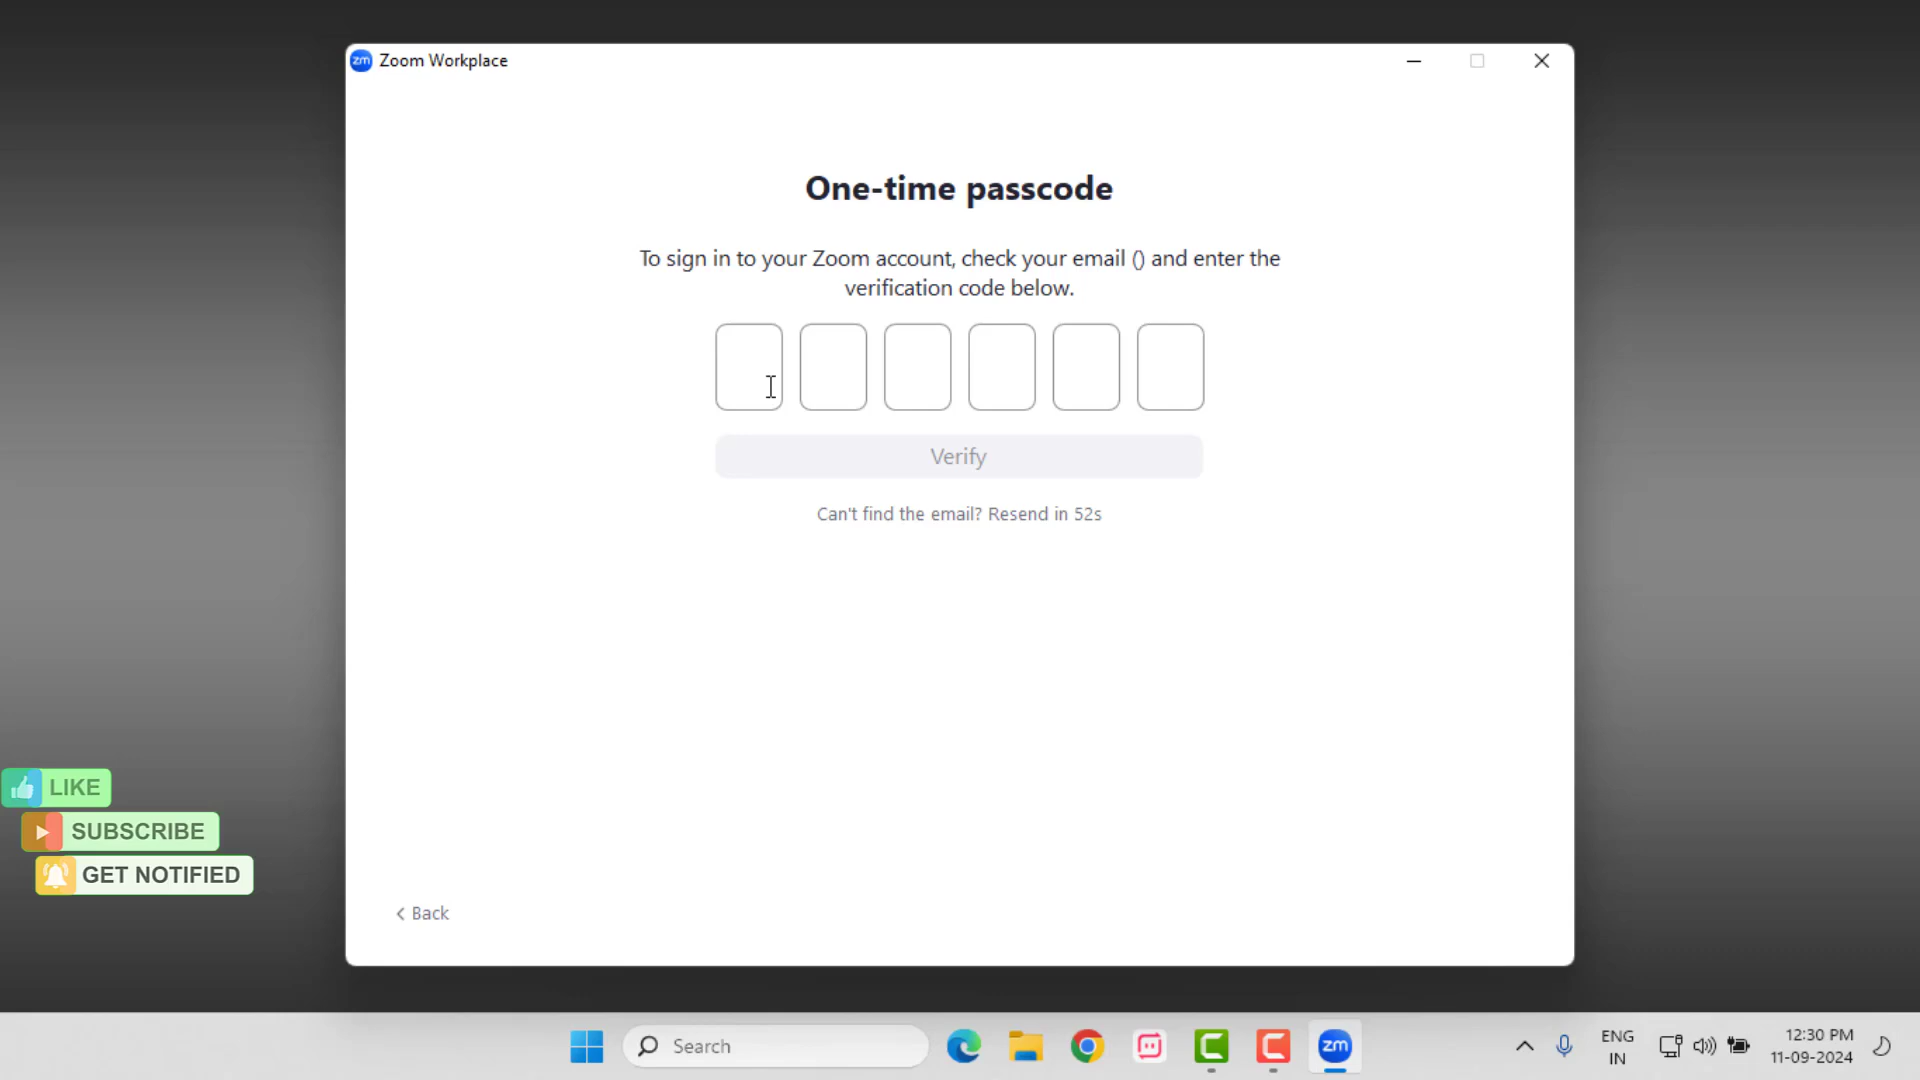 zm Zoom Workplace
One-time passcode
To sign in to your Zoom account, check your email () and enter the
verification code below.
Verify
Can't find the email? Resend in 52s
LIKE
SUBSCRIBE
GET NOTIFIED
Back
Search
zm
ENG
IN
12:30 PM
11-09-2024